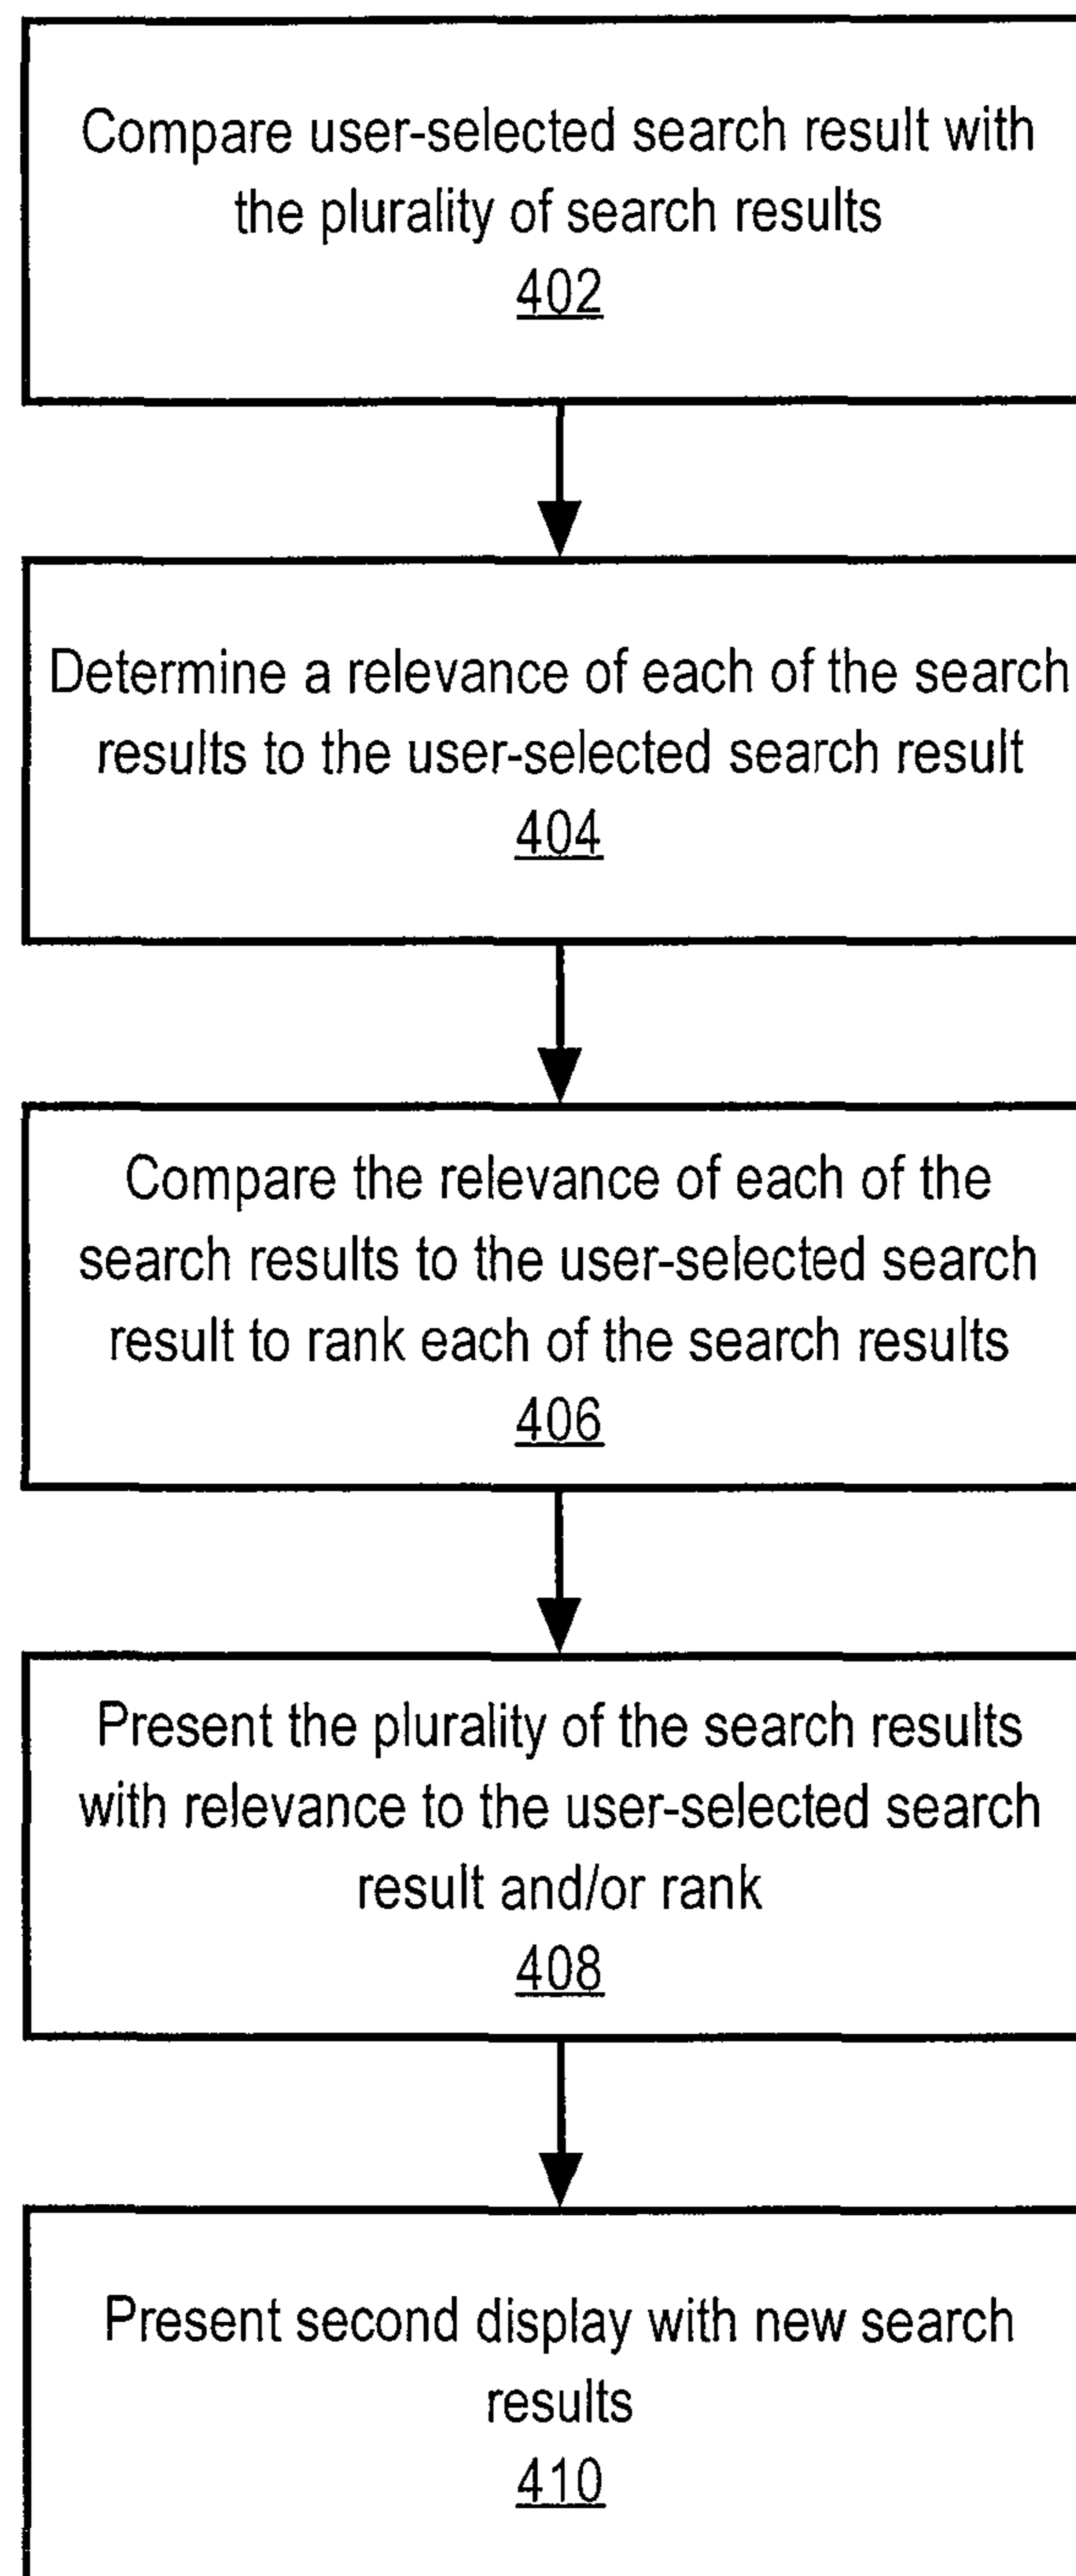 Compare user-selected search result with
the plurality of search results
402
Determine a relevance of each of the search
results to the user-selected search result
404
Compare the relevance of each of the
search results to the user-selected search
result to rank each of the search results
406
Present the plurality of the search results
with relevance to the user-selected search
result and/or rank
408
Present second display with new search
results
410